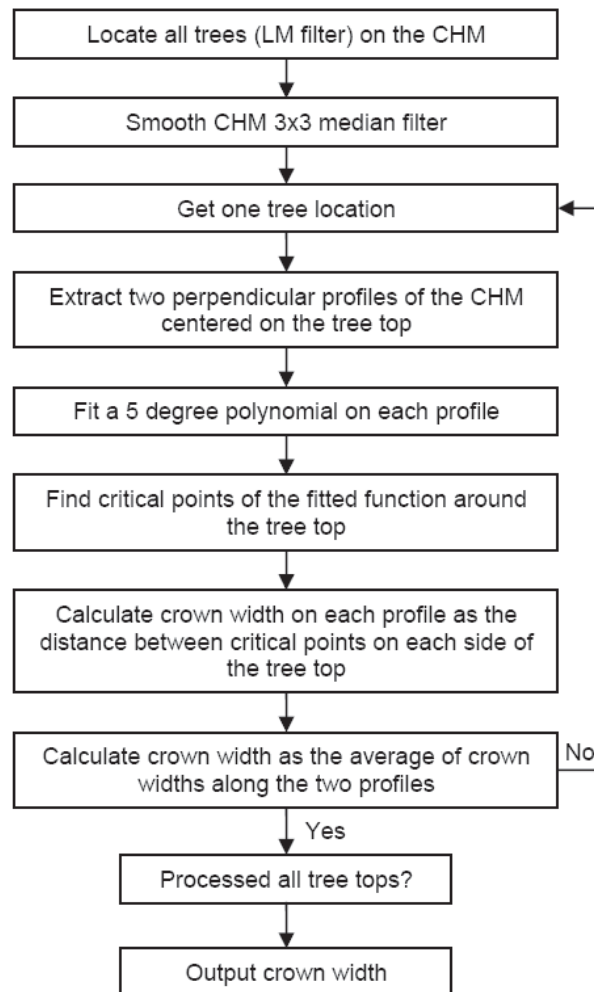 Locate all trees (LM filter) on the CHM
Smooth CHM 3x3 median filter
Get one tree location
Extract two perpendicular profiles of the CHM
centered on the tree top
Fit a 5 degree polynomial on each profile
Find critical points of the fitted function around
the tree top
Calculate crown width on each profile as the
distance between critical points on each side of
the tree top
Calculate crown width as the average of crown
widths along the two profiles
No
Yes
Processed all tree tops?
Output crown width